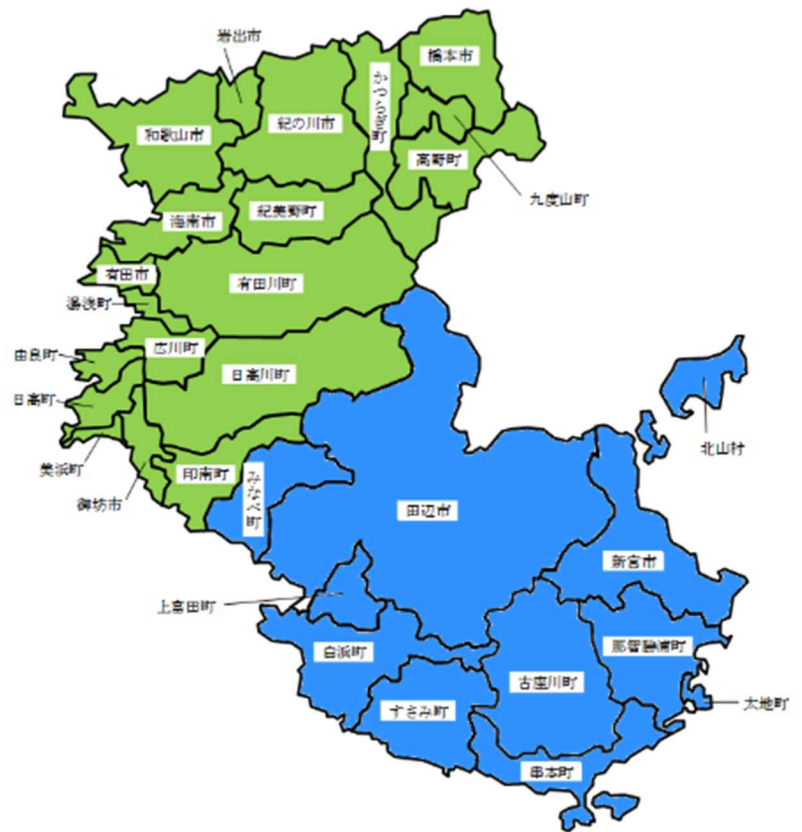 岩出市
橋本市
かつらぎ町
和歌山市
紀の川市
高野町
九度山町
紀美野町
海南市
有田市
有田川町
湯浅町
広川町
由良町
日高川町
日高町
北山村
美浜町
印南町
みなべ町
御坊市
田辺市
新宮市
上富田町
那智勝浦町
白浜町
古座川町
太地町
すさみ町
串本町